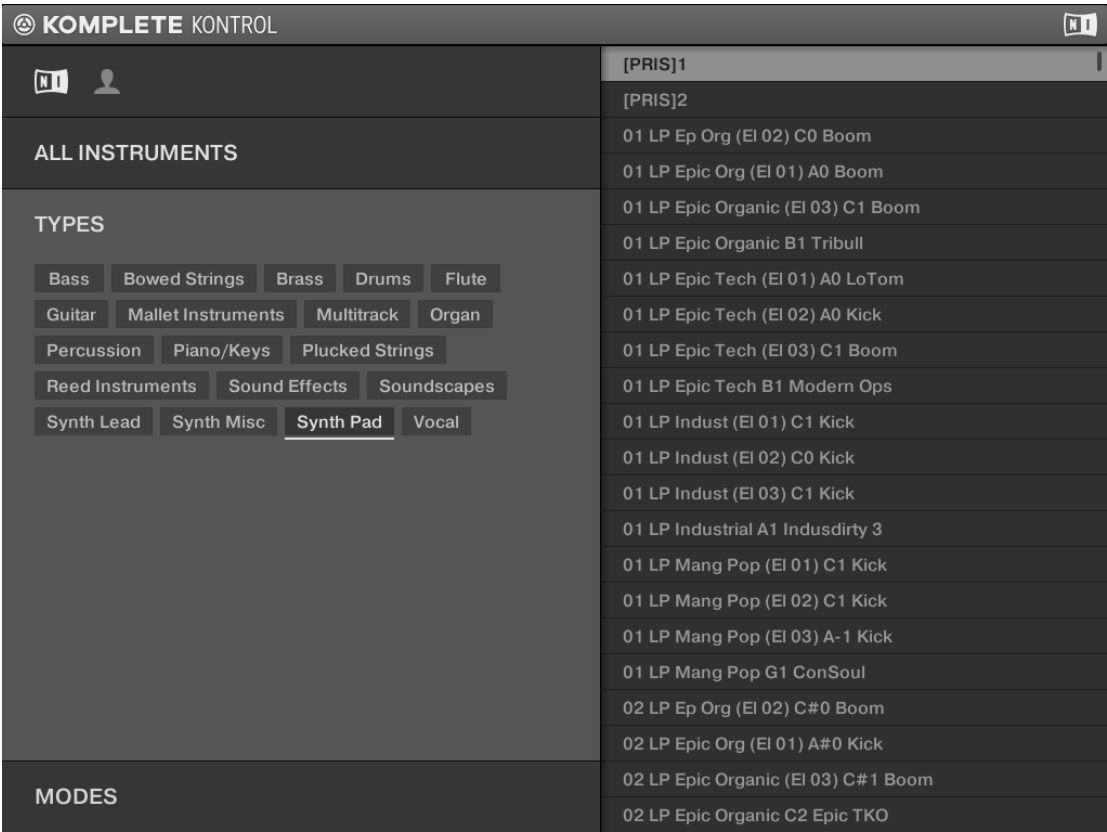 KOMPLETE KONTROL
NI
NI
ALL INSTRUMENTS
TYPES
Bass Bowed Strings Brass Drums Flute
Guitar Mallet Instruments Multitrack Organ
Percussion Piano/Keys Plucked Strings
Reed Instruments Sound Effects Soundscapes
Synth Lead Synth Misc Synth Pad Vocal
MODES
[PRIS]1
[PRIS]2
01 LP Ep Org (El 02) C0 Boom
01 LP Epic Org (El 01) A0 Boom
01 LP Epic Organic (El 03) C1 Boom
01 LP Epic Organic B1 Tribull
01 LP Epic Tech (El 01) A0 LoTom
01 LP Epic Tech (El 02) A0 Kick
01 LP Epic Tech (El 03) C1 Boom
01 LP Epic Tech B1 Modern Ops
01 LP Indust (El 01) C1 Kick
01 LP Indust (El 02) C0 Kick
01 LP Indust (El 03) C1 Kick
01 LP Industrial A1 Indusdirty 3
01 LP Mang Pop (El 01) C1 Kick
01 LP Mang Pop (El 02) C1 Kick
01 LP Mang Pop (El 03) A-1 Kick
01 LP Mang Pop G1 ConSoul
02 LP Ep Org (El 02) C#0 Boom
02 LP Epic Org (El 01) A#0 Kick
02 LP Epic Organic (El 03) C#1 Boom
02 LP Epic Organic C2 Epic TKO